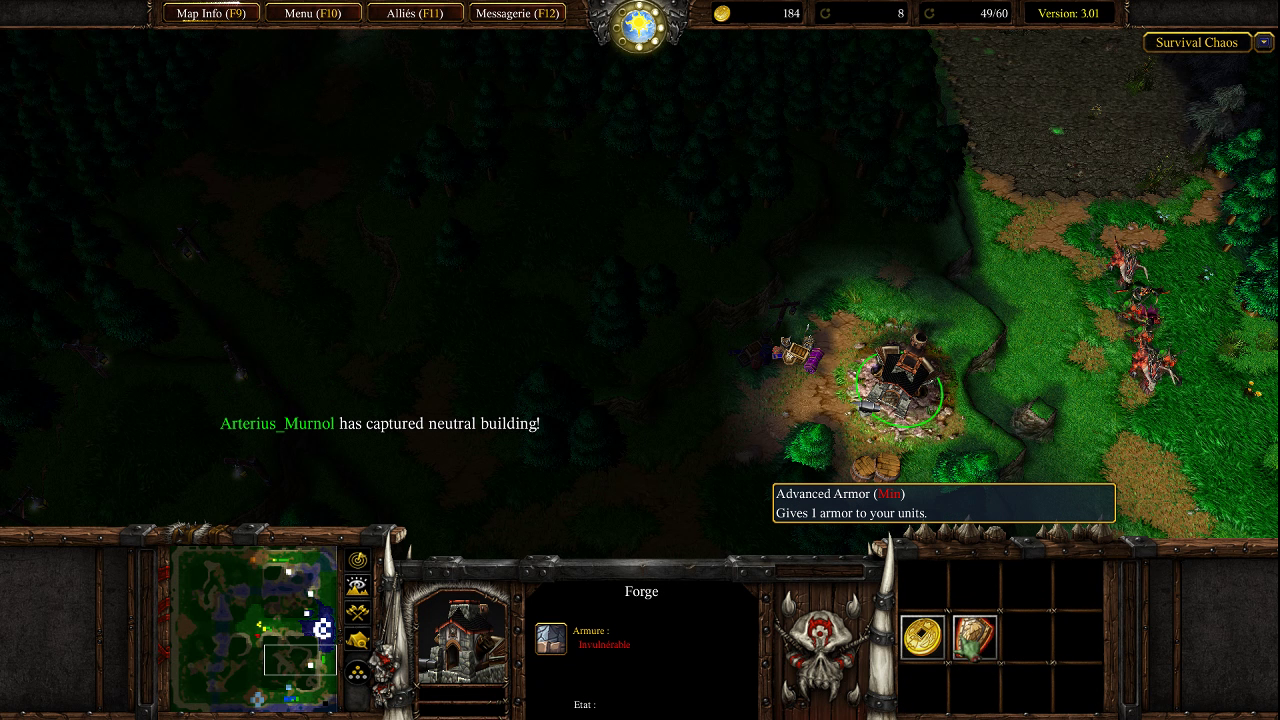 Map Info (F9) Menu (F10) Alliés (F11) Messagerie (F12) 184 8 49/60 Version: 3.01
Survival Chaos
Arterius_Murnol has captured neutral building!
Advanced Armor (Min)
Gives 1 armor to your units.
Forge
Armure :
Invulnérable
Etat :